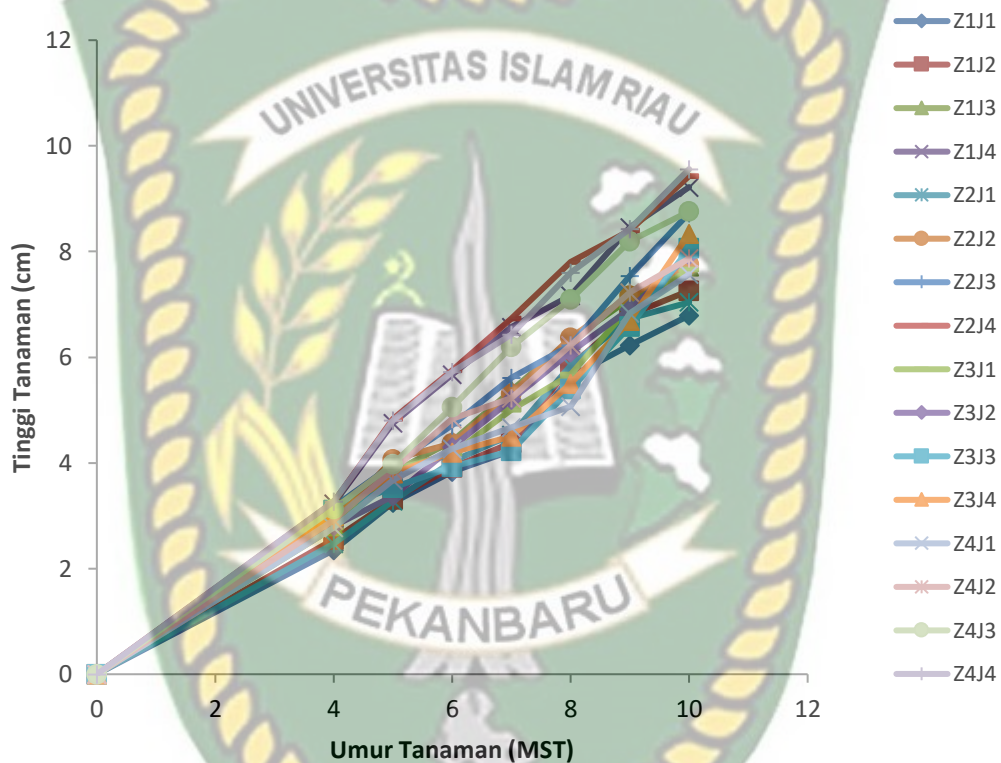 UNIVERSITAS ISLAM RIAU
PEKANBARU
Tinggi Tanaman (cm)
12
10
8
6
4
2
0
0 2 4 6 8 10 12
Umur Tanaman (MST)
Z1J1
Z1J2
Z1J3
Z1J4
Z2J1
Z2J2
Z2J3
Z2J4
Z3J1
Z3J2
Z3J3
Z3J4
Z4J1
Z4J2
Z4J3
Z4J4